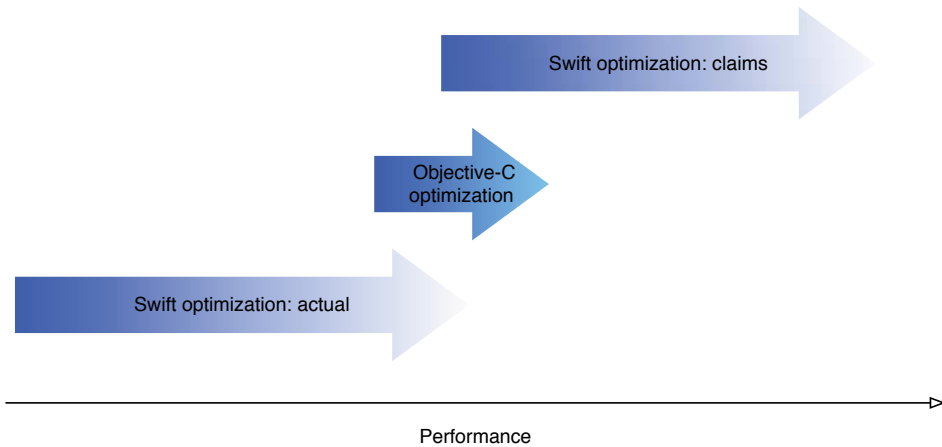 Swift optimization: claims
Objective-C
optimization
Swift optimization: actual
Performance